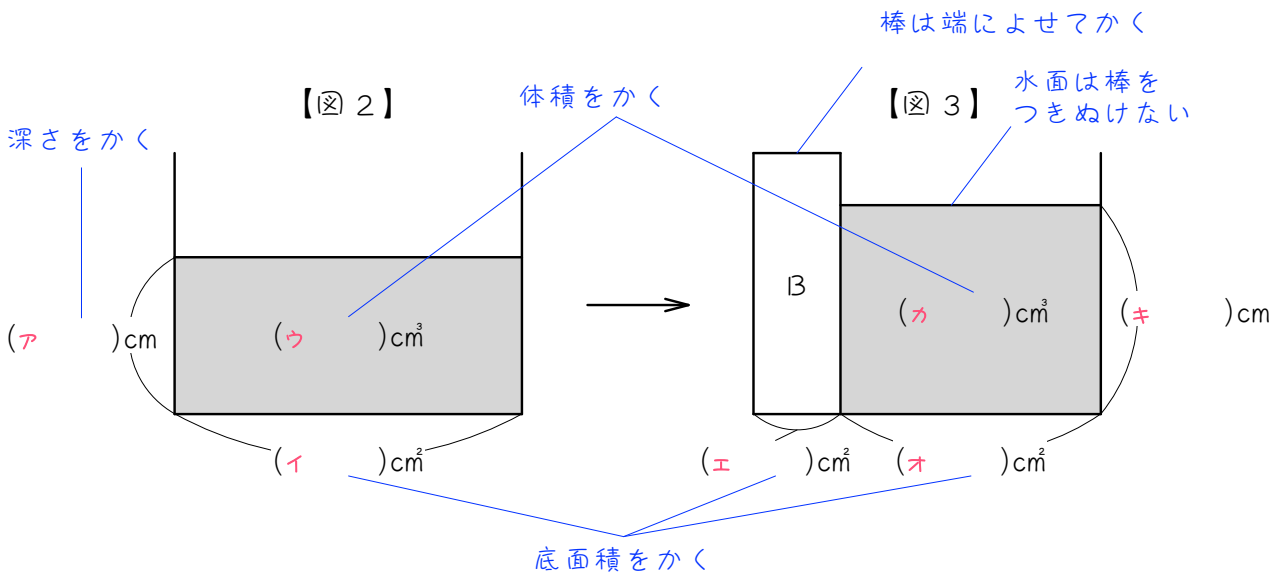 棒は端によせてかく
【図 2】
体積をかく
【図 3】
水面は棒を
つきぬけない
深さをかく
B
(ア )cm
(ウ )cm³
(カ )cm³
(キ )cm
(イ )cm²
(エ )cm²
(オ )cm²
底面積をかく